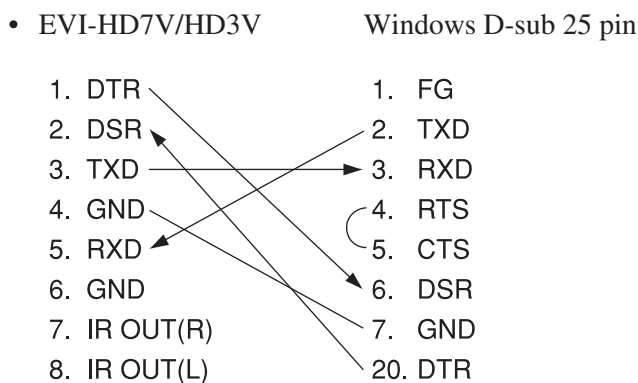 • EVI-HD7V/HD3V Windows D-sub 25 pin
1. DTR 1. FG
2. DSR 2. TXD
3. TXD 3. RXD
4. GND 4. RTS
5. RXD 5. CTS
6. GND 6. DSR
7. IR OUT(R) 7. GND
8. IR OUT(L) 20. DTR